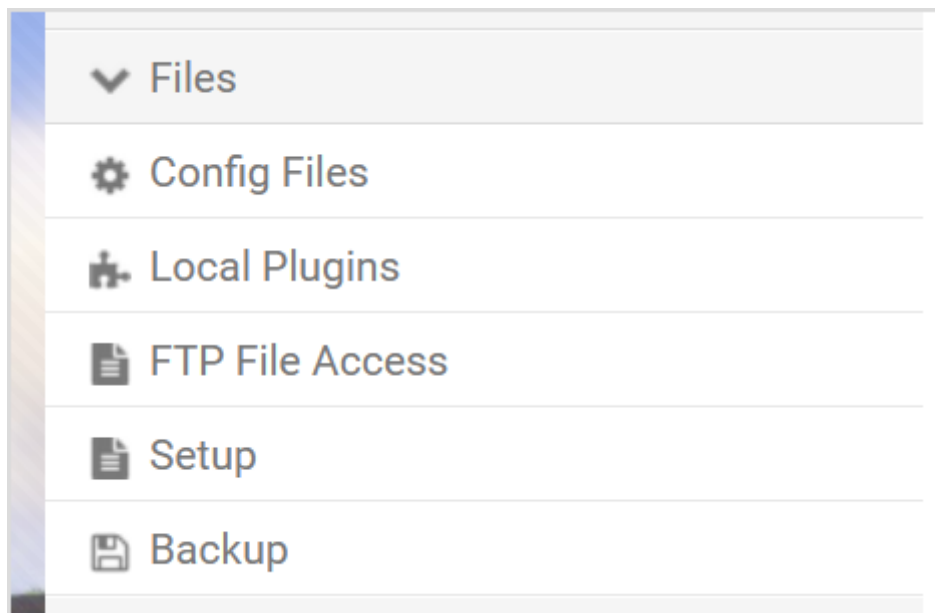 Files
Config Files
Local Plugins
FTP File Access
Setup
Backup